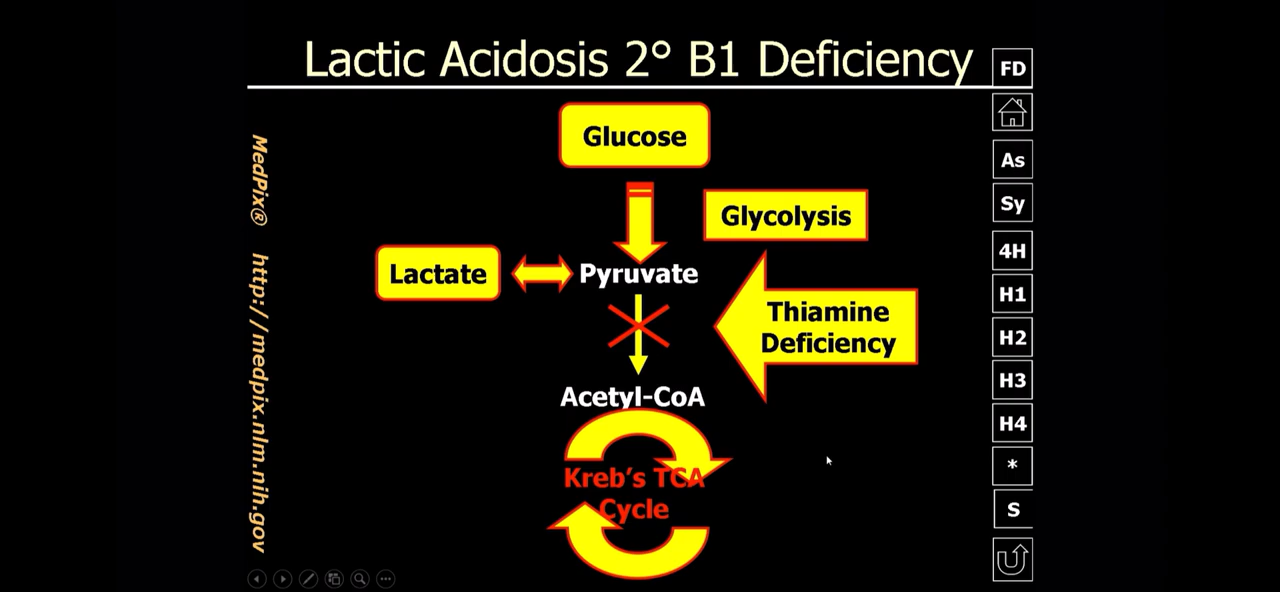 Lactic Acidosis 2° B1 Deficiency
FD
Glucose
As
Glycolysis
Sy
Lactate
Pyruvate
4H
H1
Thiamine
Deficiency
H2
H3
Acetyl-CoA
H4
Kreb's TCA
Cycle
*
S
MedPix® http://medpix.nlm.nih.gov